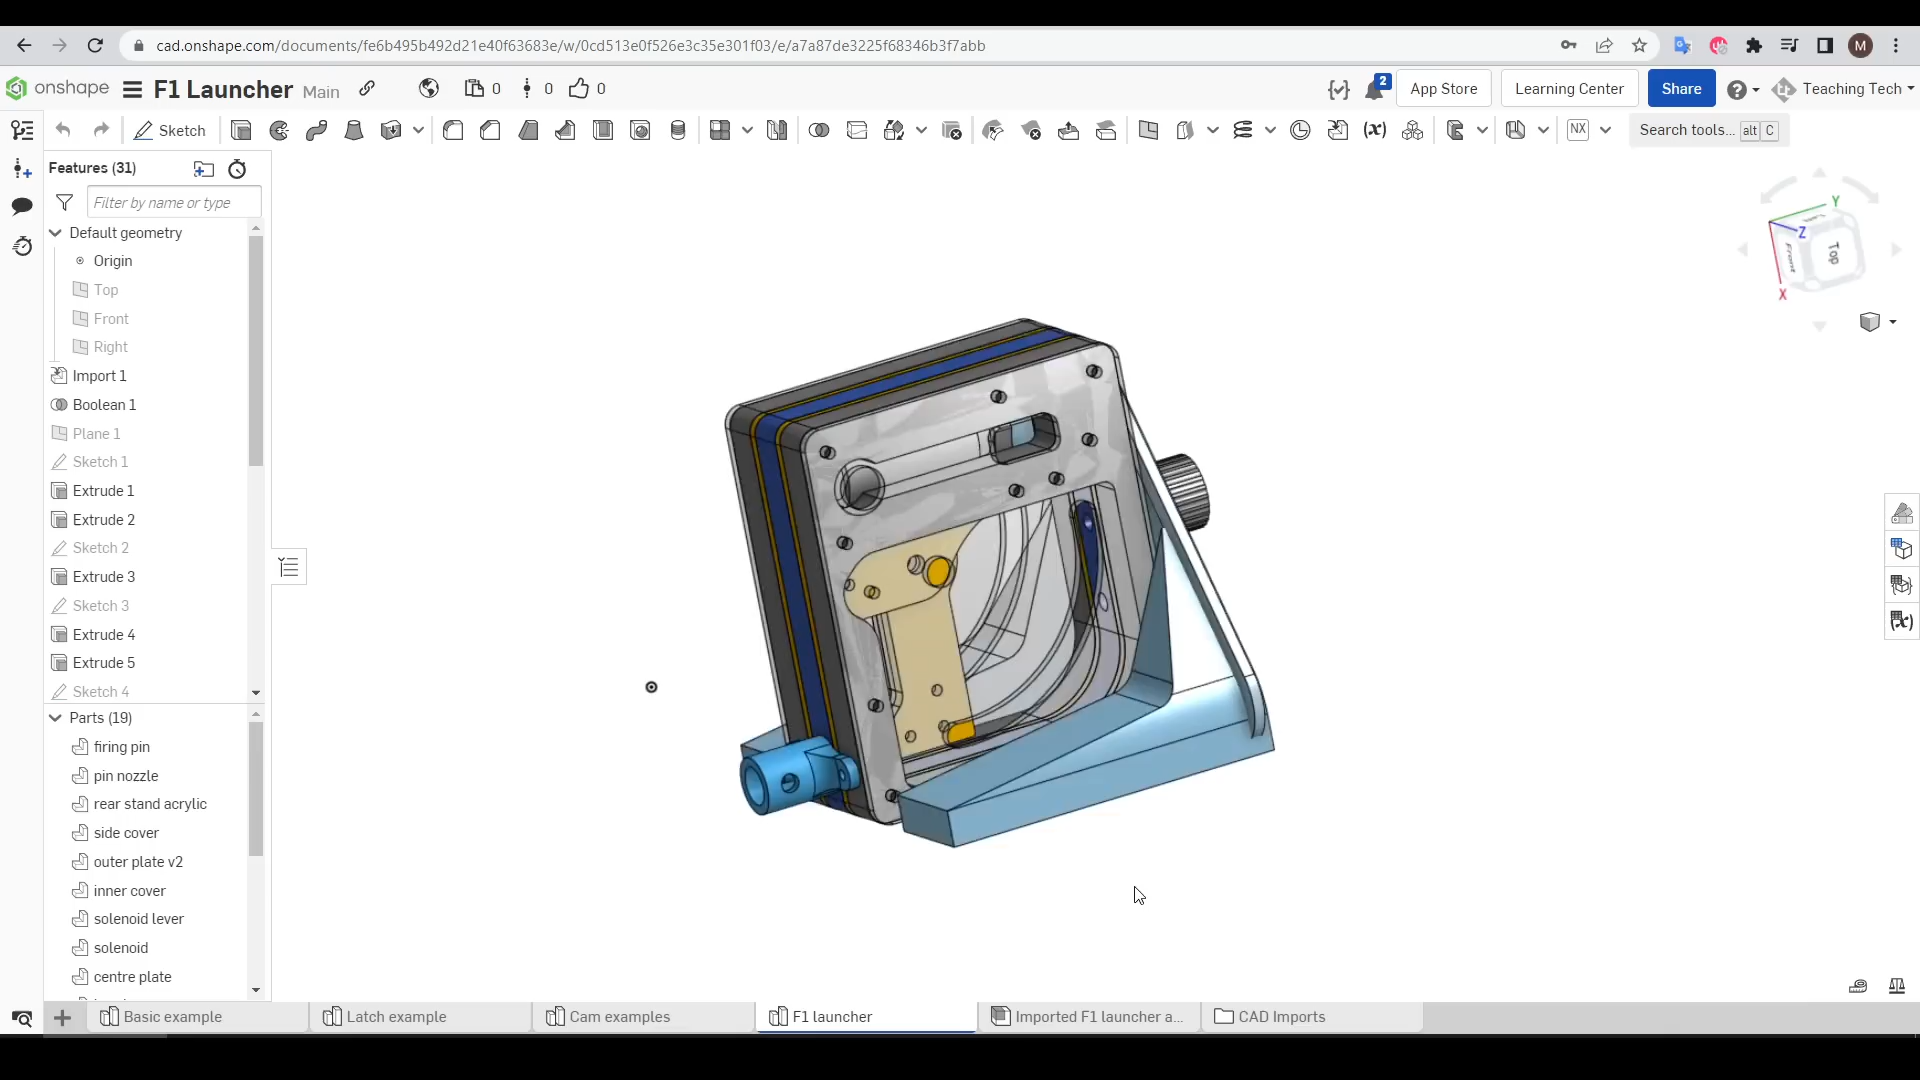 cad.onshape.com/documents/fe6b495b492d21e40f63683e/w/0cd513e0f526e3c35e301f03/e/a7a87de3225f68346b3f7abb
M
onshape F1 Launcher Main 0 0 0 2 App Store Learning Center Share Teaching Tech
Sketch NX Search tools... alt C
Features (31)
Filter by name or type
Default geometry
Origin
Top
Front
Right
Import 1
Boolean 1
Plane 1
Sketch 1
Extrude 1
Extrude 2
Sketch 2
Extrude 3
Sketch 3
Extrude 4
Extrude 5
Sketch 4
Parts (19)
firing pin
pin nozzle
rear stand acrylic
side cover
outer plate v2
inner cover
solenoid lever
solenoid
centre plate
Y
Z
X
Left
Front
Top
Basic example
Latch example
Cam examples
F1 launcher
Imported F1 launcher a...
CAD Imports